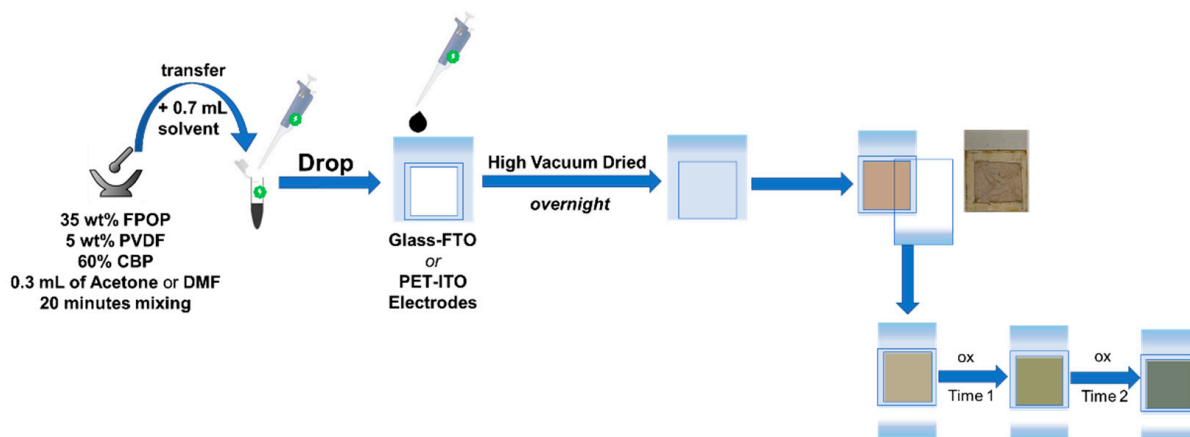 transfer
+ 0.7 mL
solvent
35 wt% FPOP
5 wt% PVDF
60% CBP
0.3 mL of Acetone or DMF
20 minutes mixing
Drop
Glass-FTO
or
PET-ITO
Electrodes
High Vacuum Dried
overnight
ox
Time 1
ox
Time 2